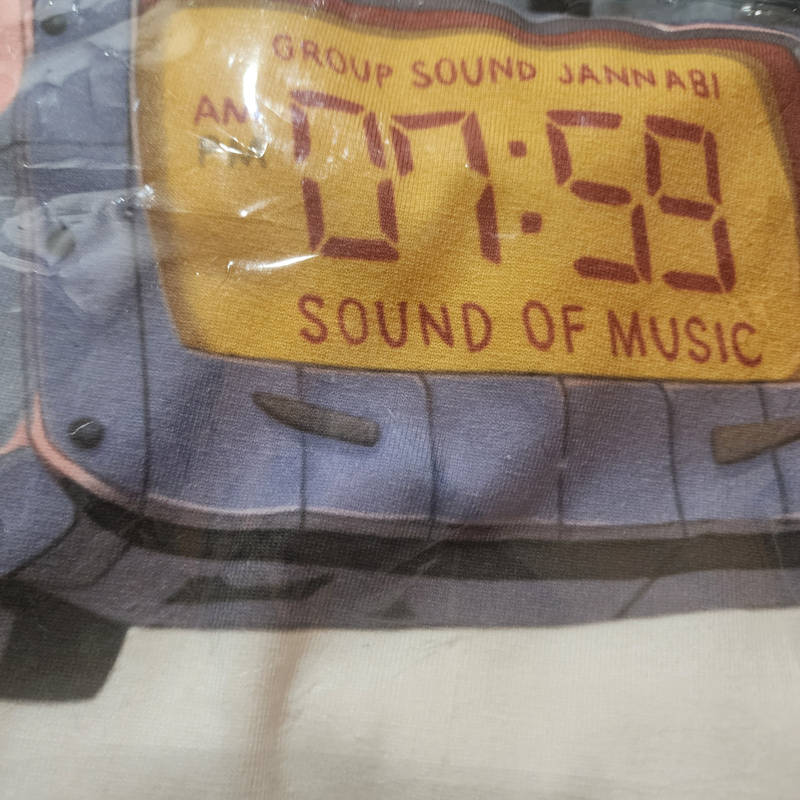 GROUP SOUND JANNABI
AM
PM
07:59
SOUND OF MUSIC